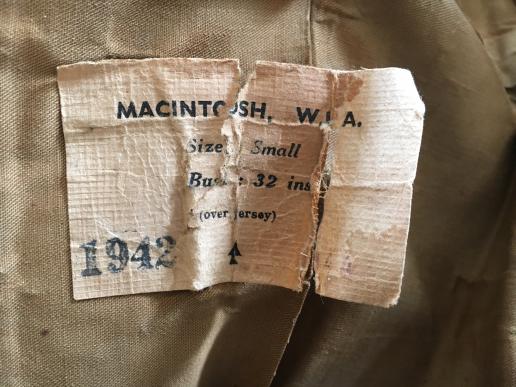 MACINTOSH, W.L.A.
Size : Small
Bust : 32 ins
(over jersey)
1942